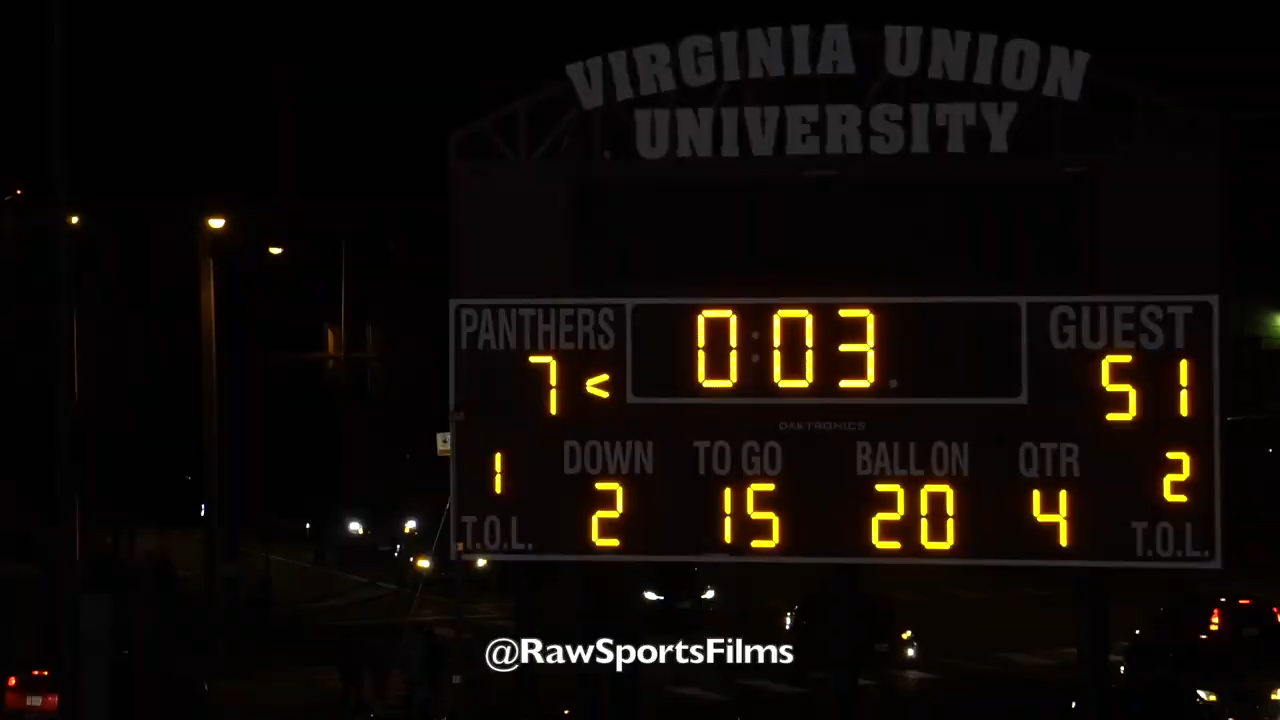 VIRGINIA UNION
UNIVERSITY
PANTHERS
7 <
0:03
GUEST
51
DAKTRONICS
1
T.O.L.
DOWN
2
TO GO
15
BALL ON
20
QTR
4
2
T.O.L.
@RawSportsFilms